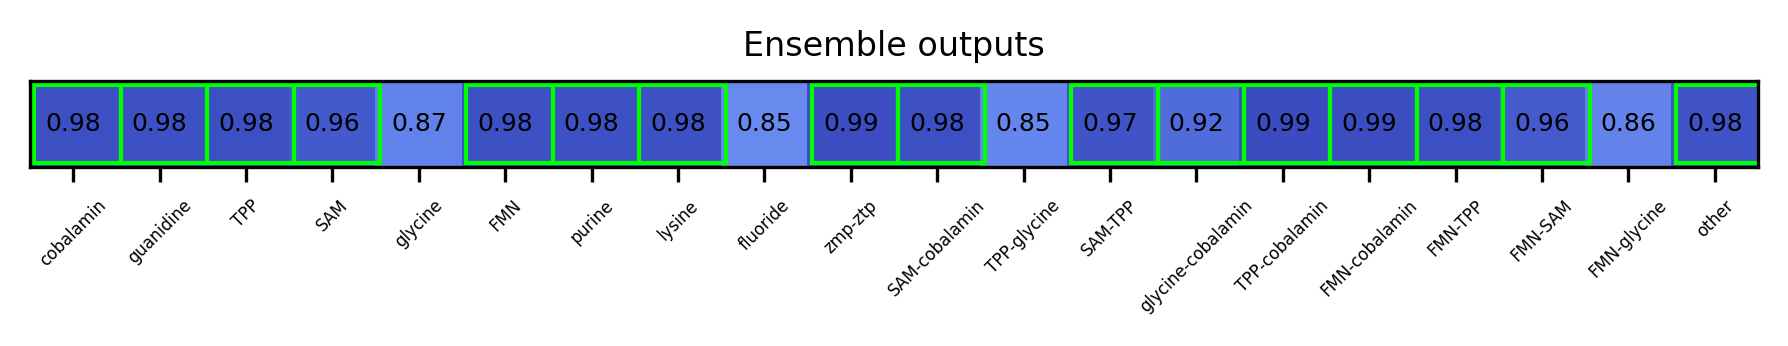 Ensemble outputs
0.98 0.98 0.98 0.96 0.87 0.98 0.98 0.98 0.85 0.99 0.98 0.85 0.97 0.92 0.99 0.99 0.98 0.96 0.86 0.98
cobalamin guanidine TPP SAM glycine FMN purine lysine fluoride zmp-ztp SAM-cobalamin TPP-glycine SAM-TPP glycine-cobalamin TPP-cobalamin FMN-cobalamin FMN-TPP FMN-SAM FMN-glycine other